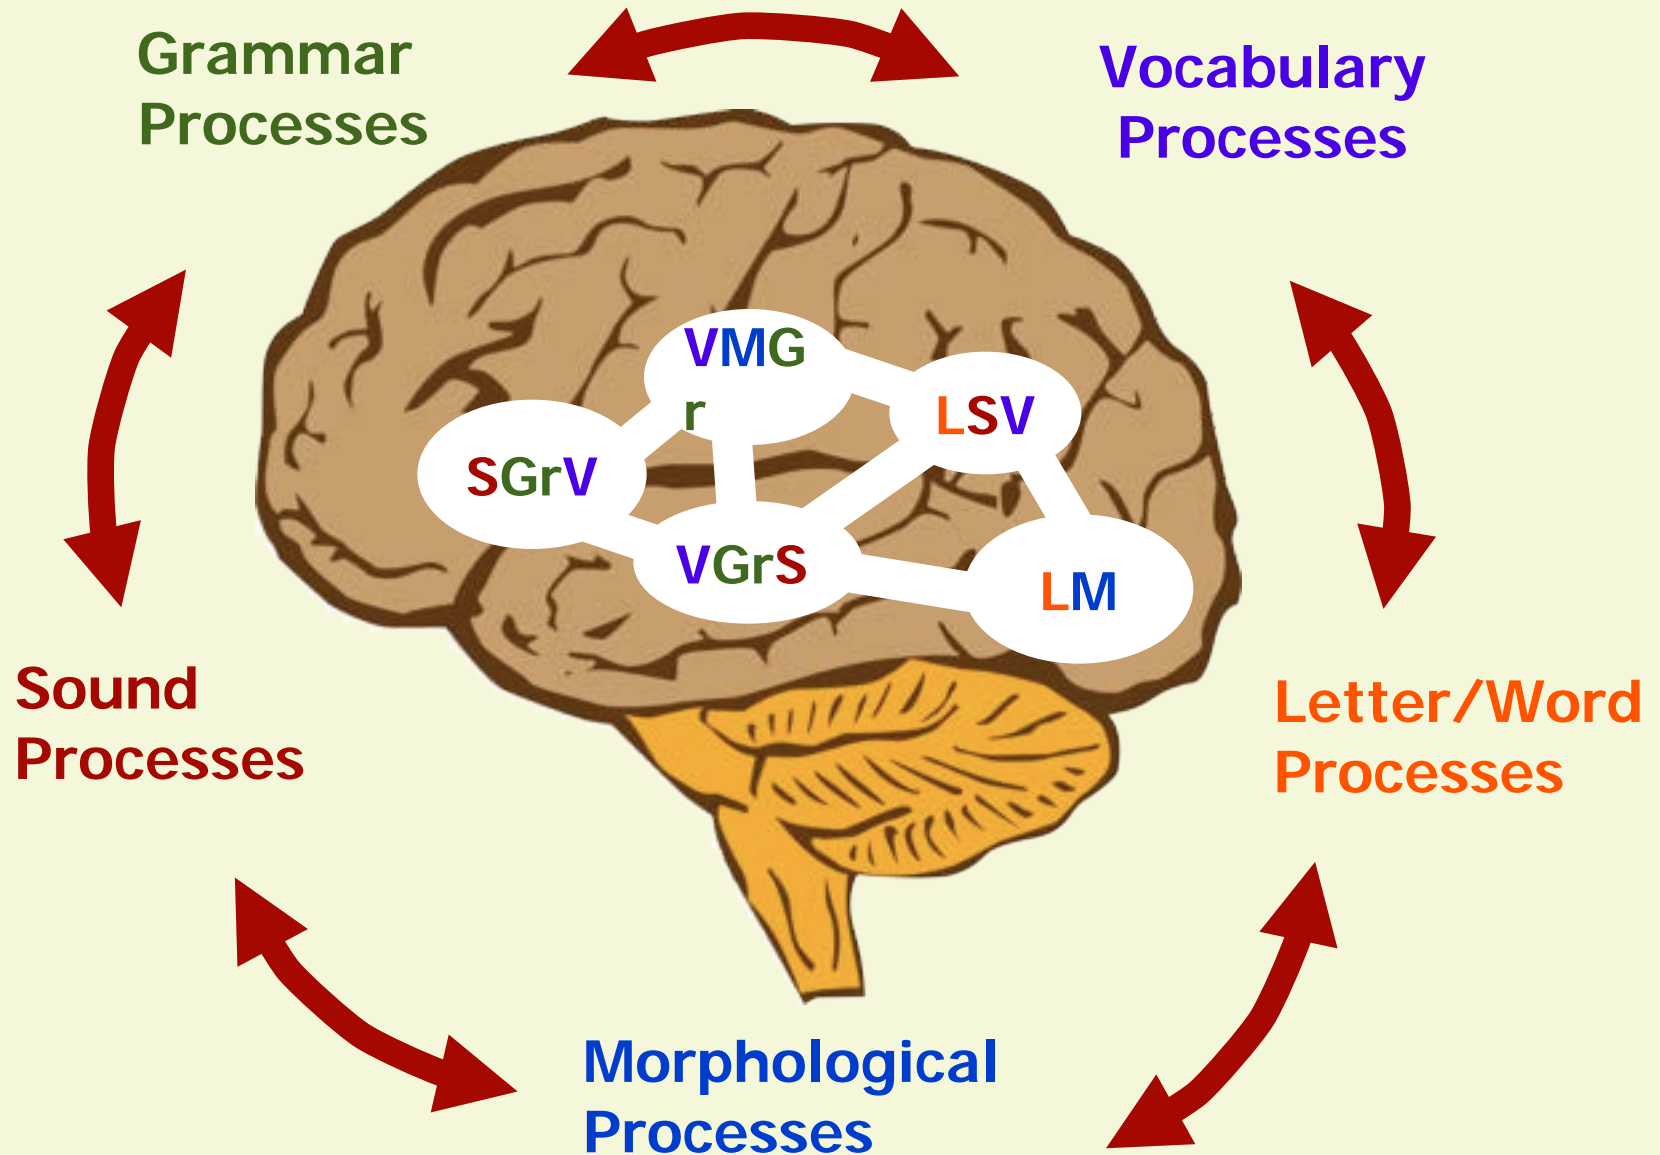 Grammar
Processes
Vocabulary
Processes
VMG
r
LSV
SGrV
VGrS
LM
Sound
Processes
Letter/Word
Processes
Morphological
Processes